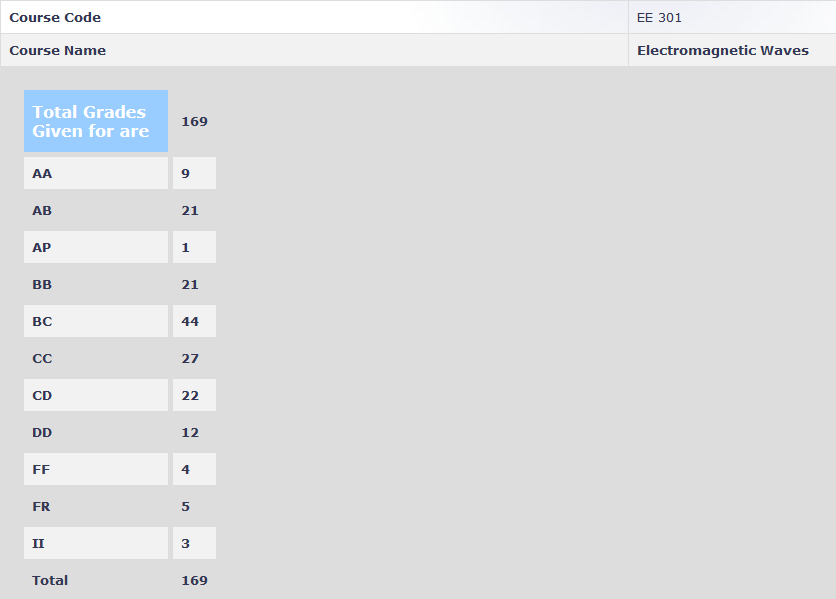 Course Code EE 301
Course Name Electromagnetic Waves
Total Grades
Given for are 169
AA 9
AB 21
AP 1
BB 21
BC 44
CC 27
CD 22
DD 12
FF 4
FR 5
II 3
Total 169